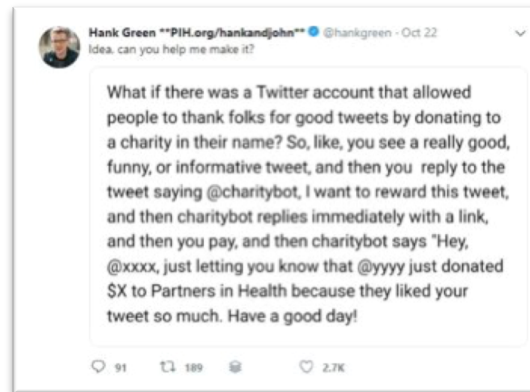 Hank Green **PIH.org/hankandjohn** @hankgreen · Oct 22
Idea. can you help me make it?
What if there was a Twitter account that allowed
people to thank folks for good tweets by donating to
a charity in their name? So, like, you see a really good,
funny, or informative tweet, and then you reply to the
tweet saying @charitybot, I want to reward this tweet,
and then charitybot replies immediately with a link,
and then you pay, and then charitybot says "Hey,
@xxxx, just letting you know that @yyyy just donated
$X to Partners in Health because they liked your
tweet so much. Have a good day!
91 189 2.7K